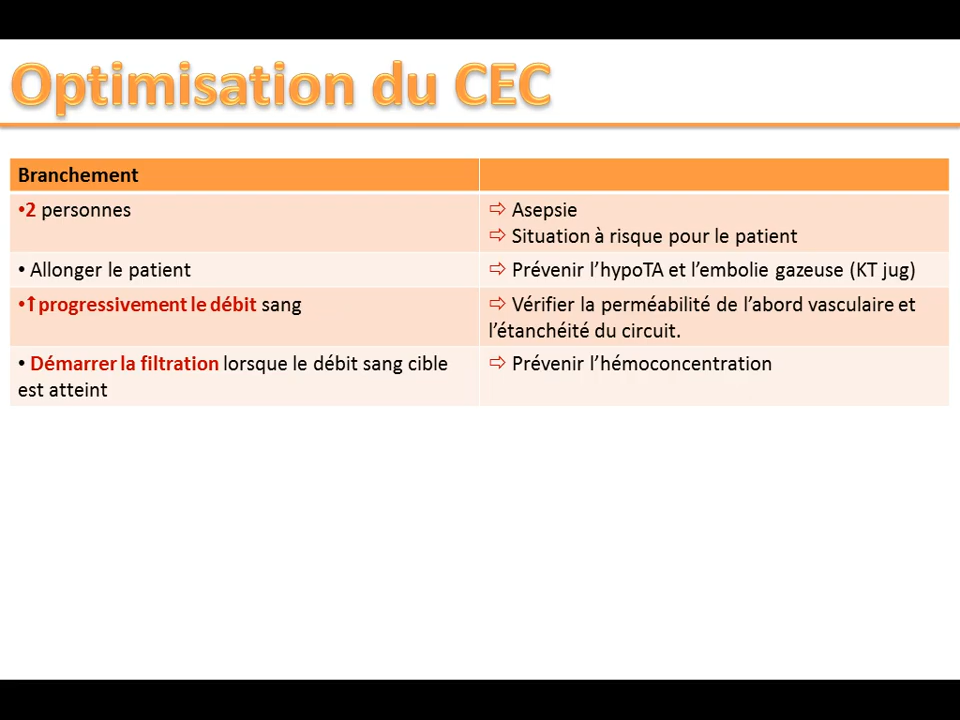 Optimisation du CEC
Branchement
•2 personnes
⇨ Asepsie
⇨ Situation à risque pour le patient
• Allonger le patient
⇨ Prévenir l’hypoTA et l’embolie gazeuse (KT jug)
•↑progressivement le débit sang
⇨ Vérifier la perméabilité de l’abord vasculaire et
l’étanchéité du circuit.
• Démarrer la filtration lorsque le débit sang cible
est atteint
⇨ Prévenir l’hémoconcentration